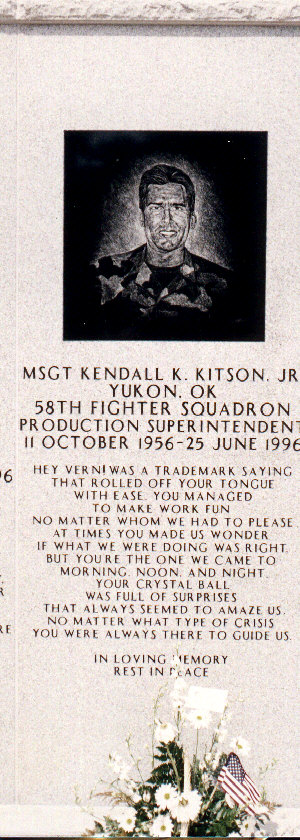 MSGT KENDALL K. KITSON, JR
YUKON, OK
58TH FIGHTER SQUADRON
PRODUCTION SUPERINTENDENT
11 OCTOBER 1956-25 JUNE 1996
HEY VERN! WAS A TRADEMARK SAYING
THAT ROLLED OFF YOUR TONGUE
WITH EASE. YOU MANAGED
TO MAKE WORK FUN
NO MATTER WHOM WE HAD TO PLEASE
AT TIMES YOU MADE US WONDER
IF WHAT WE WERE DOING WAS RIGHT,
BUT YOU'RE THE ONE WE CAME TO
MORNING, NOON, AND NIGHT.
YOUR CRYSTAL BALL
WAS FULL OF SURPRISES
THAT ALWAYS SEEMED TO AMAZE US.
NO MATTER WHAT TYPE OF CRISIS
YOU WERE ALWAYS THERE TO GUIDE US.
IN LOVING MEMORY
REST IN PEACE